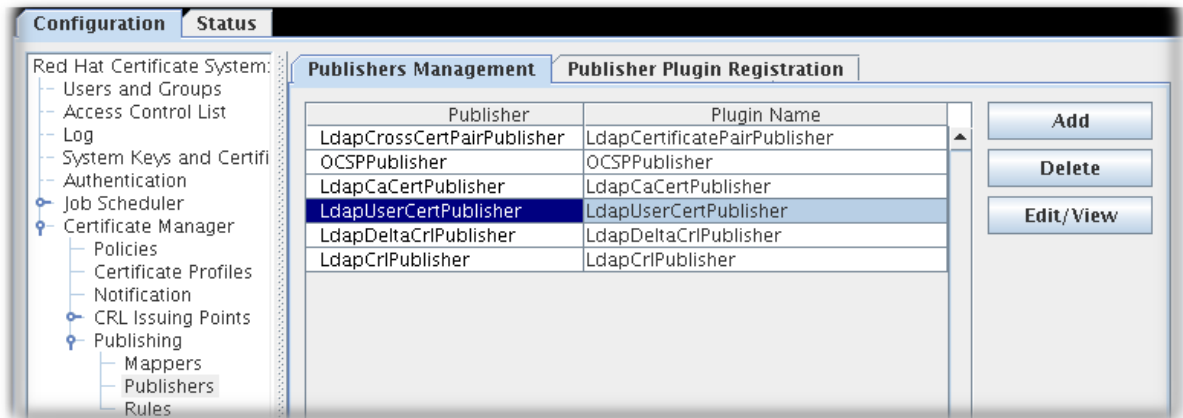 Configuration Status
Red Hat Certificate System:
Users and Groups
Access Control List
Log
System Keys and Certifi
Authentication
Job Scheduler
Certificate Manager
Policies
Certificate Profiles
Notification
CRL Issuing Points
Publishing
Mappers
Publishers
Rules
Publishers Management Publisher Plugin Registration
Publisher Plugin Name
LdapCrossCertPairPublisher LdapCertificatePairPublisher
OCSPPublisher OCSPPublisher
LdapCaCertPublisher LdapCaCertPublisher
LdapUserCertPublisher LdapUserCertPublisher
LdapDeltaCrlPublisher LdapDeltaCrlPublisher
LdapCrlPublisher LdapCrlPublisher
Add
Delete
Edit/View